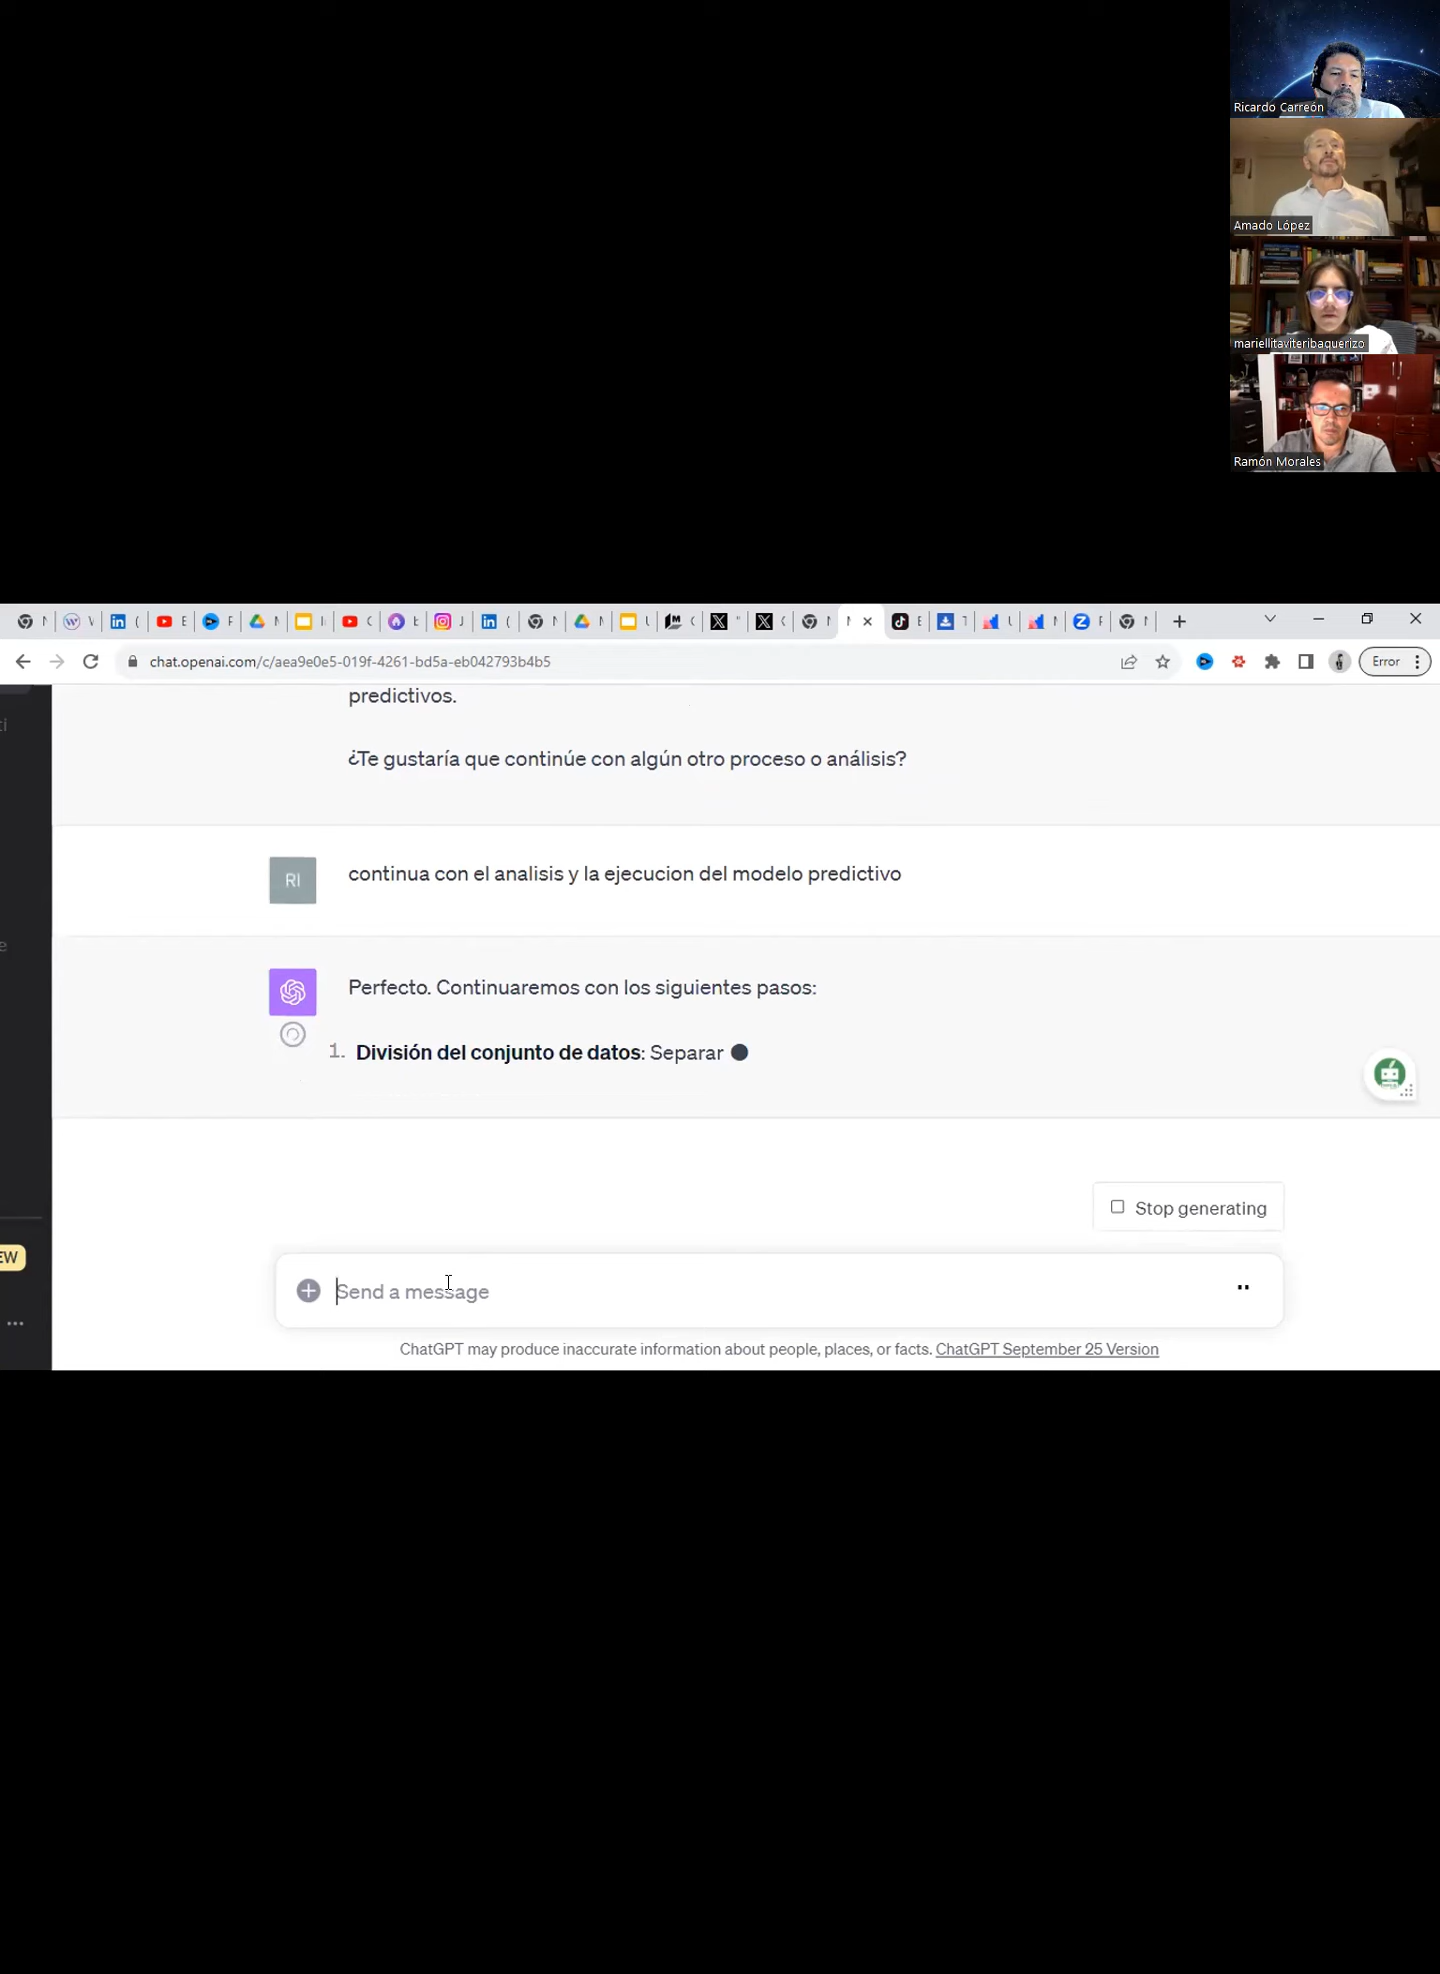 Ricardo Carreón
Amado López
mariellitaviteribaquerizo
Ramón Morales
chat.openai.com/c/aea9e0e5-019f-4261-bd5a-eb042793b4b5
Error
predictivos.
¿Te gustaría que continúe con algún otro proceso o análisis?
RI
continua con el analisis y la ejecucion del modelo predictivo
Perfecto. Continuaremos con los siguientes pasos:
1. División del conjunto de datos: Separar
Stop generating
EW
Send a message
ChatGPT may produce inaccurate information about people, places, or facts. ChatGPT September 25 Version